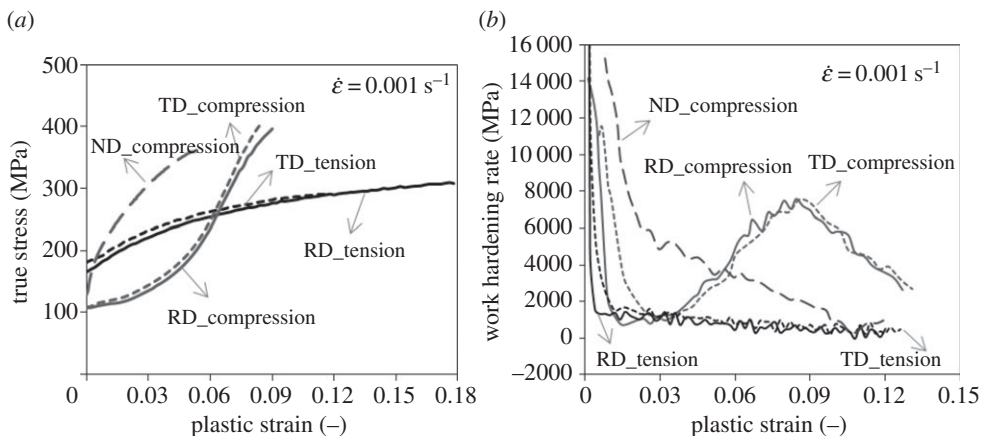 (a)
500
400
300
200
100
0
0.03
0.06
0.09
0.12
0.15
0.18
true stress (MPa)
plastic strain (–)
ε̇ = 0.001 s⁻¹
TD_compression
ND_compression
TD_tension
RD_tension
RD_compression
(b)
16 000
14 000
12 000
10 000
8000
6000
4000
2000
0
−2000
0
0.03
0.06
0.09
0.12
0.15
work hardening rate (MPa)
plastic strain (–)
ε̇ = 0.001 s⁻¹
ND_compression
RD_compression
TD_compression
RD_tension
TD_tension